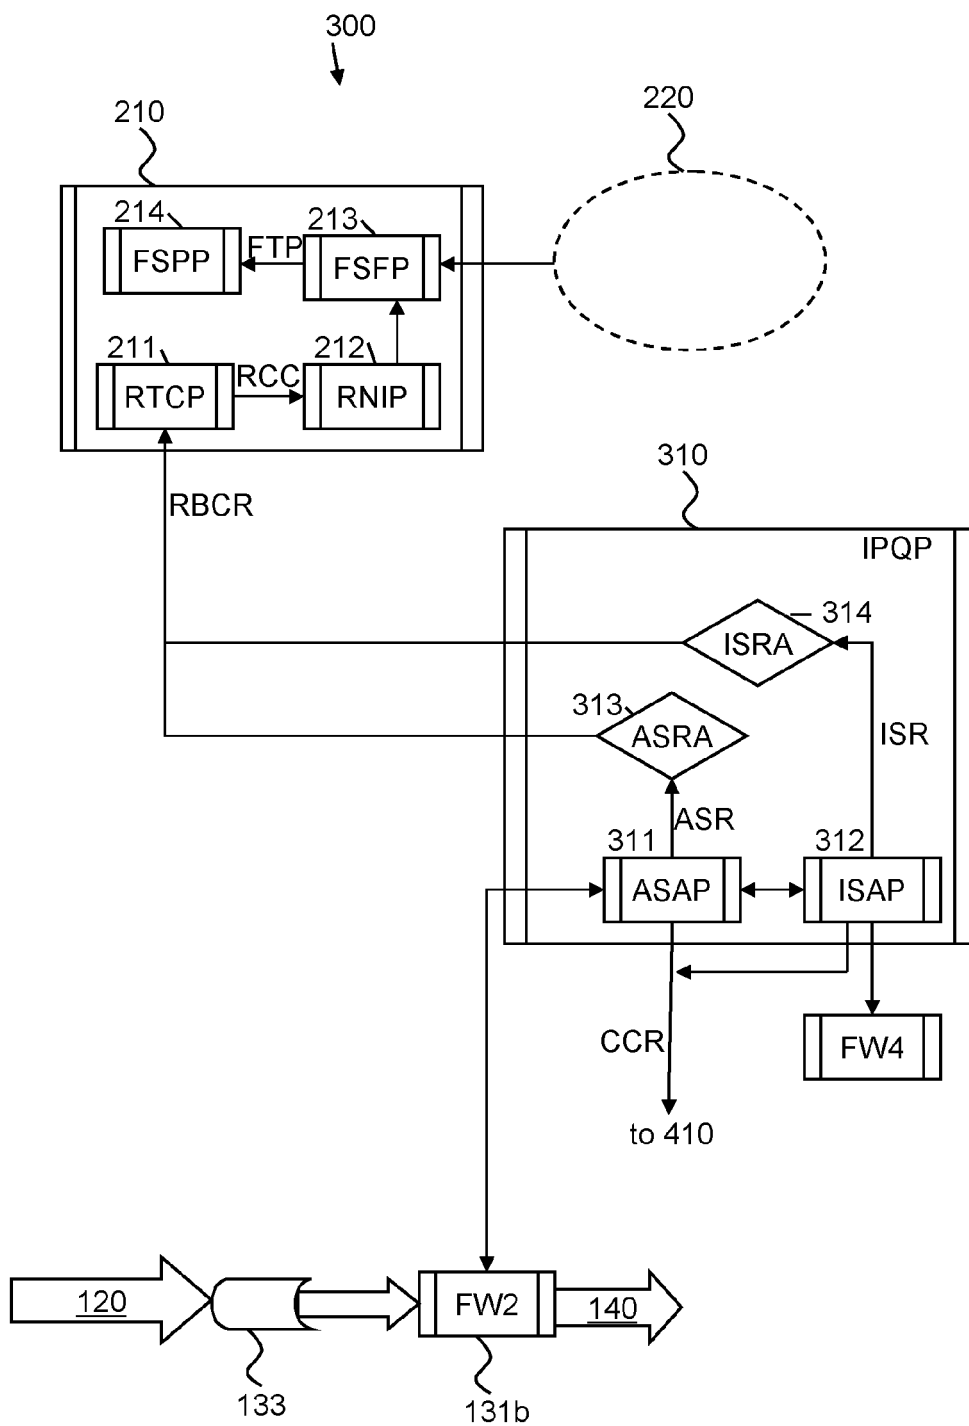 300
210
220
214
213
FSPP
FTP
FSFP
211
212
RTCP
RCC
RNIP
RBCR
310
IPQP
314
ISRA
313
ASRA
ISR
ASR
311
312
ASAP
ISAP
CCR
FW4
to 410
120
FW2
140
133
131b